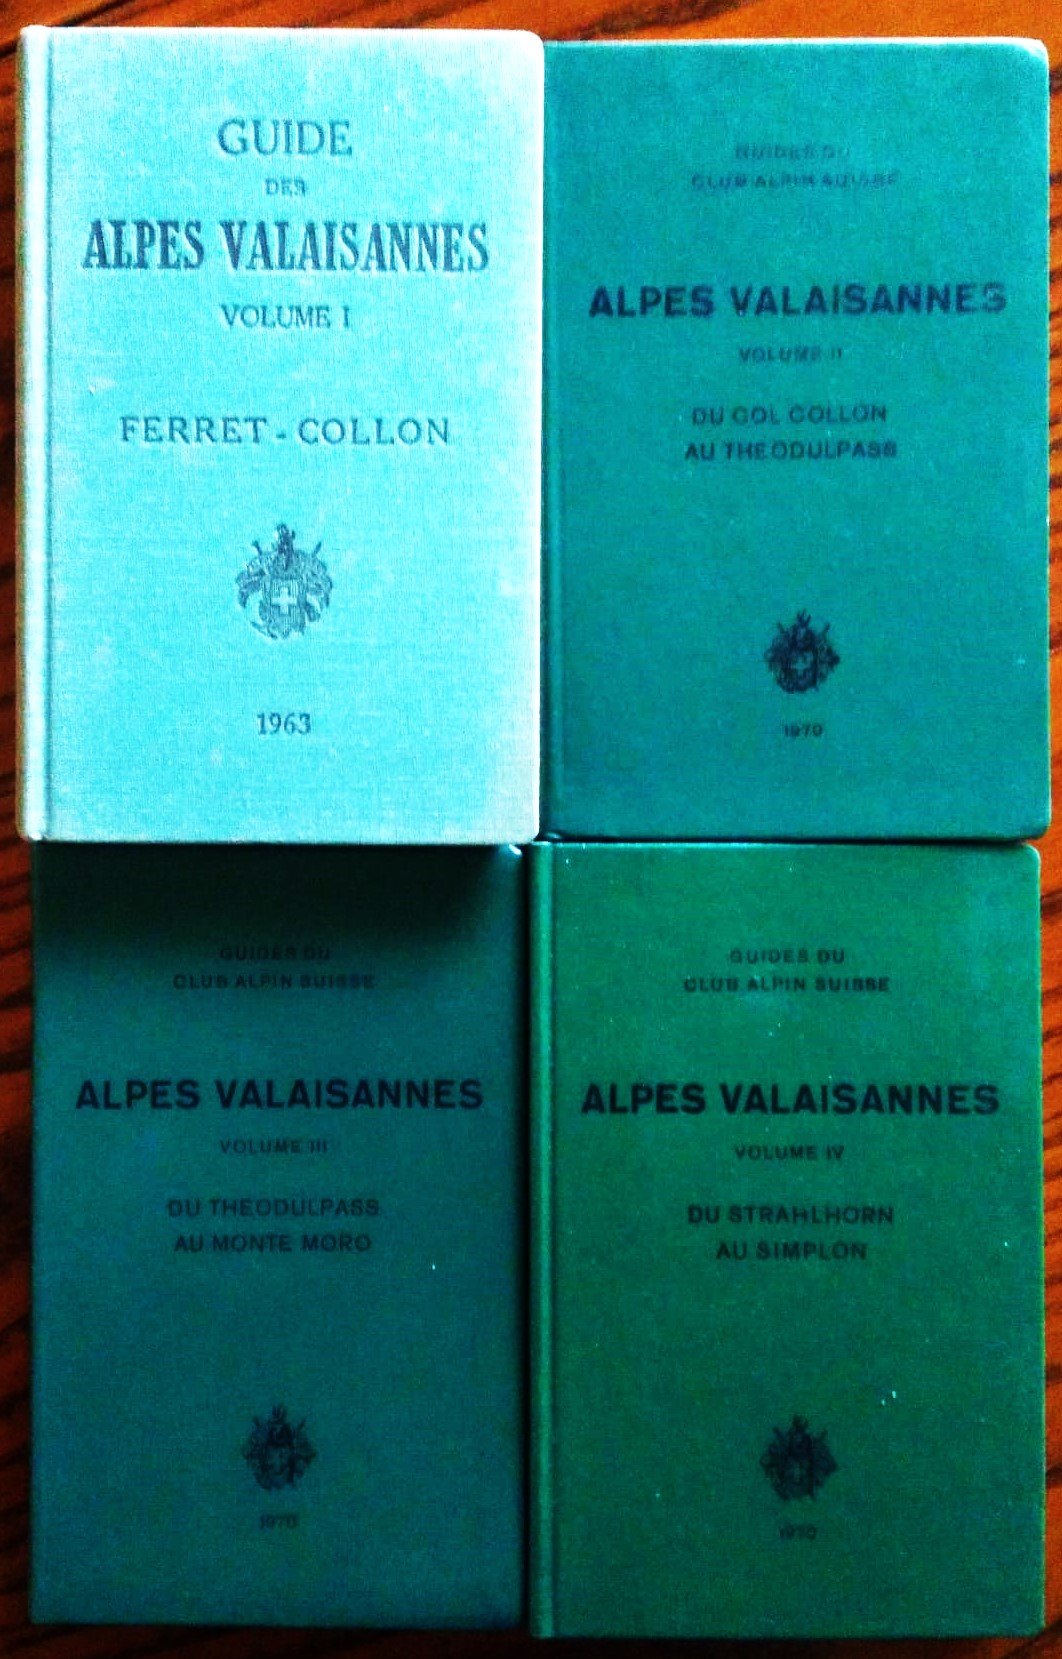 GUIDE
DES
ALPES VALAISANNES
VOLUME I
FERRET - COLLON
1963
GUIDES DU
CLUB ALPIN SUISSE
ALPES VALAISANNES
VOLUME II
DU COL COLLON
AU THEODULPASS
1970
GUIDES DU
CLUB ALPIN SUISSE
ALPES VALAISANNES
VOLUME III
DU THEODULPASS
AU MONTE MORO
1970
GUIDES DU
CLUB ALPIN SUISSE
ALPES VALAISANNES
VOLUME IV
DU STRAHLHORN
AU SIMPLON
1970